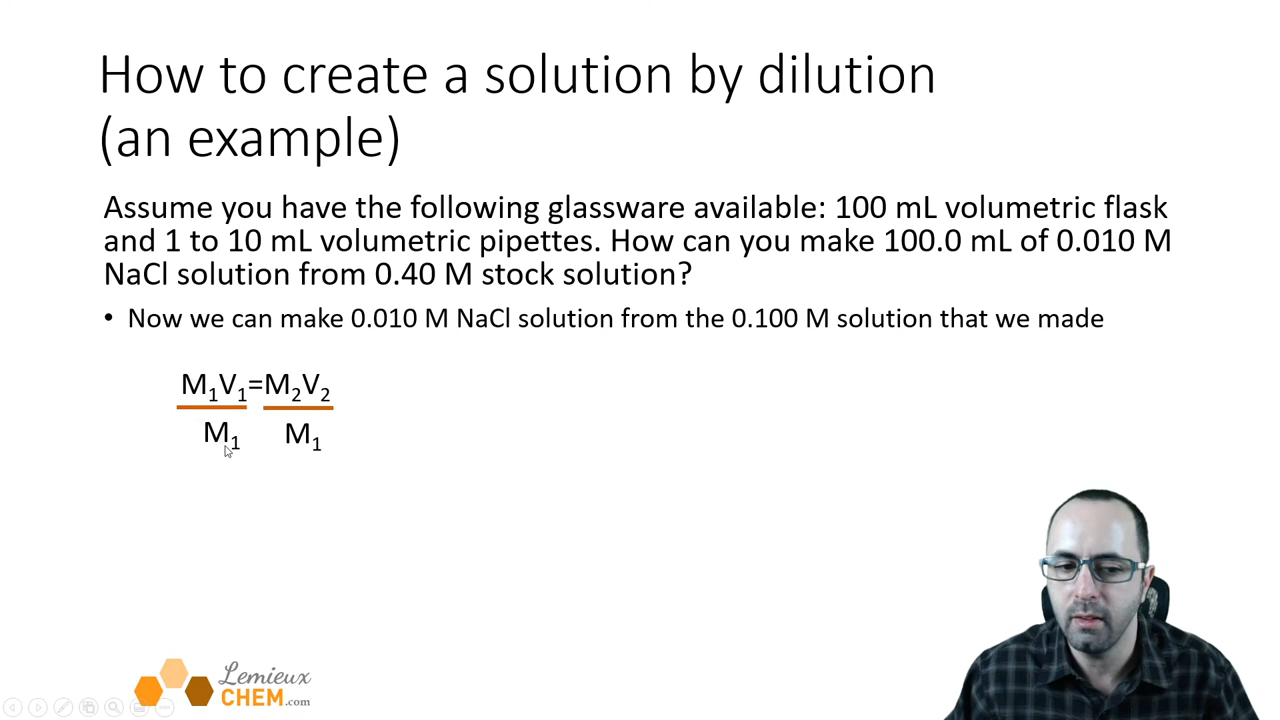 How to create a solution by dilution
(an example)
Assume you have the following glassware available: 100 mL volumetric flask
and 1 to 10 mL volumetric pipettes. How can you make 100.0 mL of 0.010 M
NaCl solution from 0.40 M stock solution?
• Now we can make 0.010 M NaCl solution from the 0.100 M solution that we made
M₁V₁=M₂V₂
M₁ M₁
Lemieux
CHEM.com